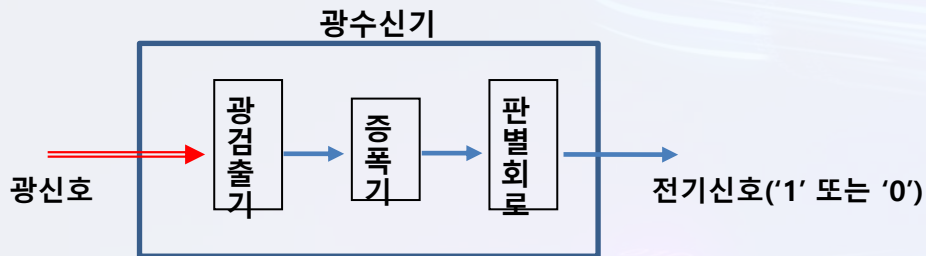 광수신기
광신호
광검출기
증폭기
판별회로
전기신호(‘1’ 또는 ‘0’)